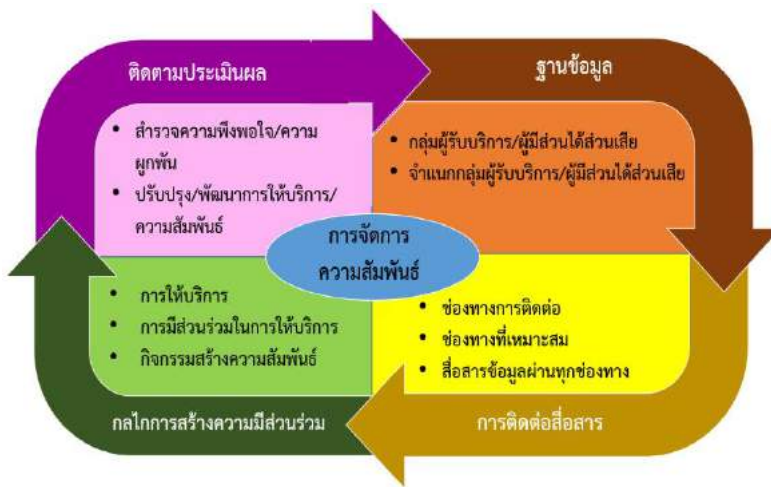 ติดตามประเมินผล
ฐานข้อมูล
• สำรวจความพึงพอใจ/ความ
ผูกพัน
• ปรับปรุง/พัฒนาการให้บริการ/
ความสัมพันธ์
• กลุ่มผู้รับบริการ/ผู้มีส่วนได้ส่วนเสีย
• จำแนกกลุ่มผู้รับบริการ/ผู้มีส่วนได้ส่วนเสีย
การจัดการ
ความสัมพันธ์
• การให้บริการ
• การมีส่วนร่วมในการให้บริการ
• กิจกรรมสร้างความสัมพันธ์
• ช่องทางการติดต่อ
• ช่องทางที่เหมาะสม
• สื่อสารข้อมูลผ่านทุกช่องทาง
กลไกการสร้างความมีส่วนร่วม
การติดต่อสื่อสาร